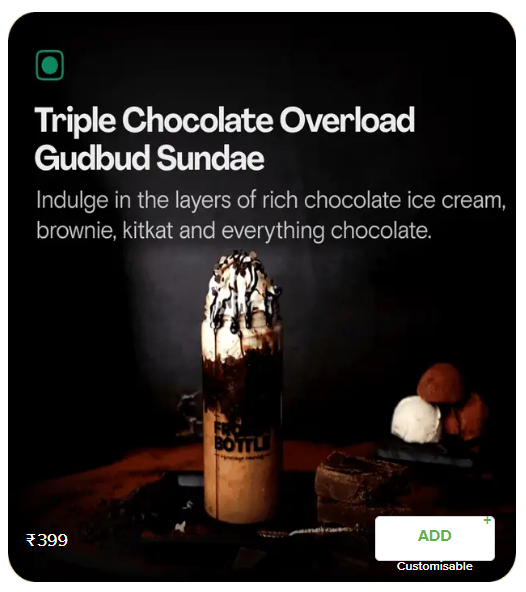 Triple Chocolate Overload
Gudbud Sundae
Indulge in the layers of rich chocolate ice cream,
brownie, kitkat and everything chocolate.
BOTTLE
₹399
ADD
+
Customisable